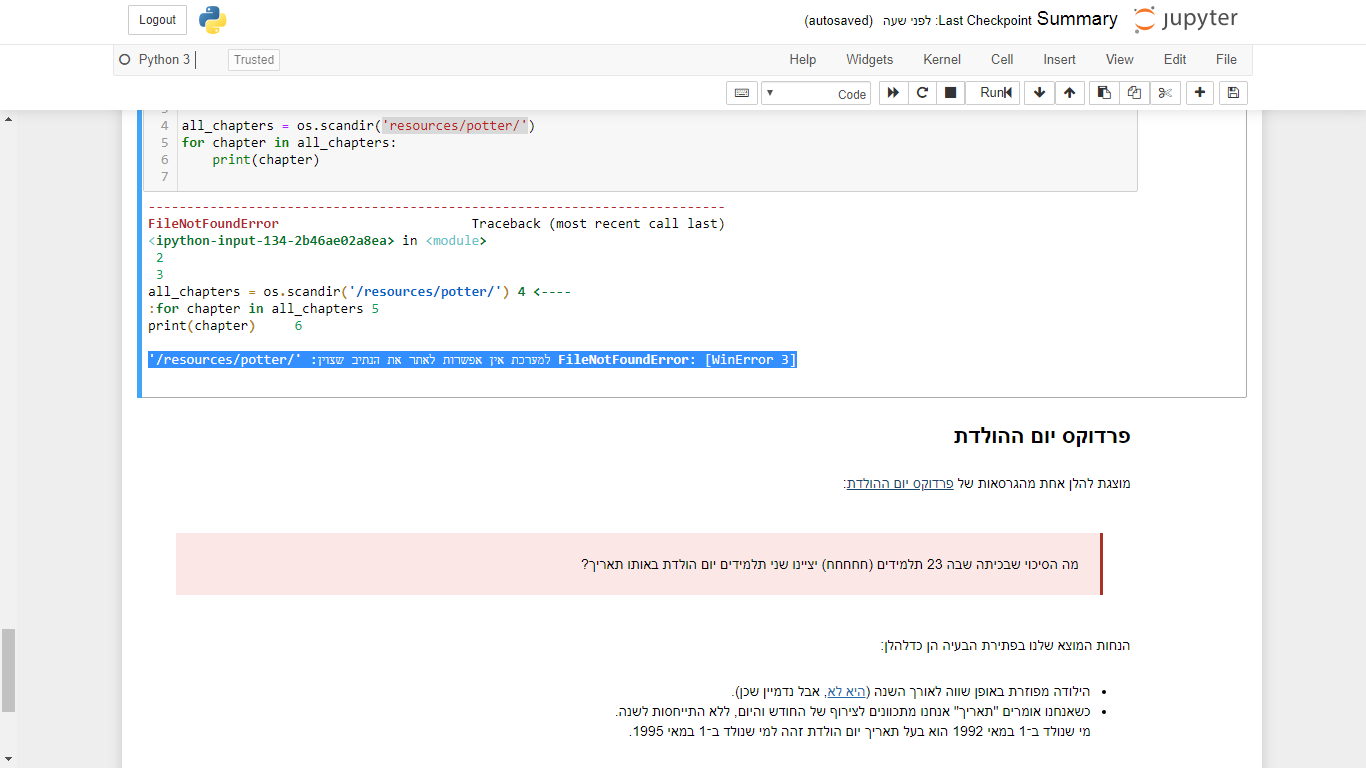 jupyter Summary Last Checkpoint: לפני שעה (autosaved)
Logout
File Edit View Insert Cell Kernel Widgets Help
Trusted
Python 3
Run
Code
4 all_chapters = os.scandir('resources/potter/')
5 for chapter in all_chapters:
6 print(chapter)
7
---------------------------------------------------------------------------
FileNotFoundError Traceback (most recent call last)
<ipython-input-134-2b46ae02a8ea> in <module>
2
3
all_chapters = os.scandir('/resources/potter/') 4 <----
:for chapter in all_chapters 5
print(chapter) 6
FileNotFoundError: [WinError 3] למערכת אין אפשרות לאתר את הנתיב שצוין: '/resources/potter/'
פרדוקס יום ההולדת
מוצגת להלן אחת מהגרסאות של פרדוקס יום ההולדת:
מה הסיכוי שבכיתה שבה 23 תלמידים (חחחחח) יציינו שני תלמידים יום הולדת באותו תאריך?
הנחות המוצא שלנו בפתירת הבעיה הן כדלהלן:
• הילודה מפוזרת באופן שווה לאורך השנה (היא לא, אבל נדמיין שכן).
• כשאנחנו אומרים "תאריך" אנחנו מתכוונים לצירוף של החודש והיום, ללא התייחסות לשנה.
מי שנולד ב־1 במאי 1992 הוא בעל תאריך יום הולדת זהה למי שנולד ב־1 במאי 1995.